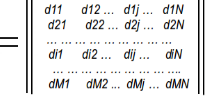 d11 d12 ... d1j ... d1N
d21 d22 ... d2j ... d2N
... ... ... ... ... ... ... ... ...
di1 di2 ... dij ... diN
... ... ... ... ... ... ... ... ....
dM1 dM2 ... dMj ... dMN
=